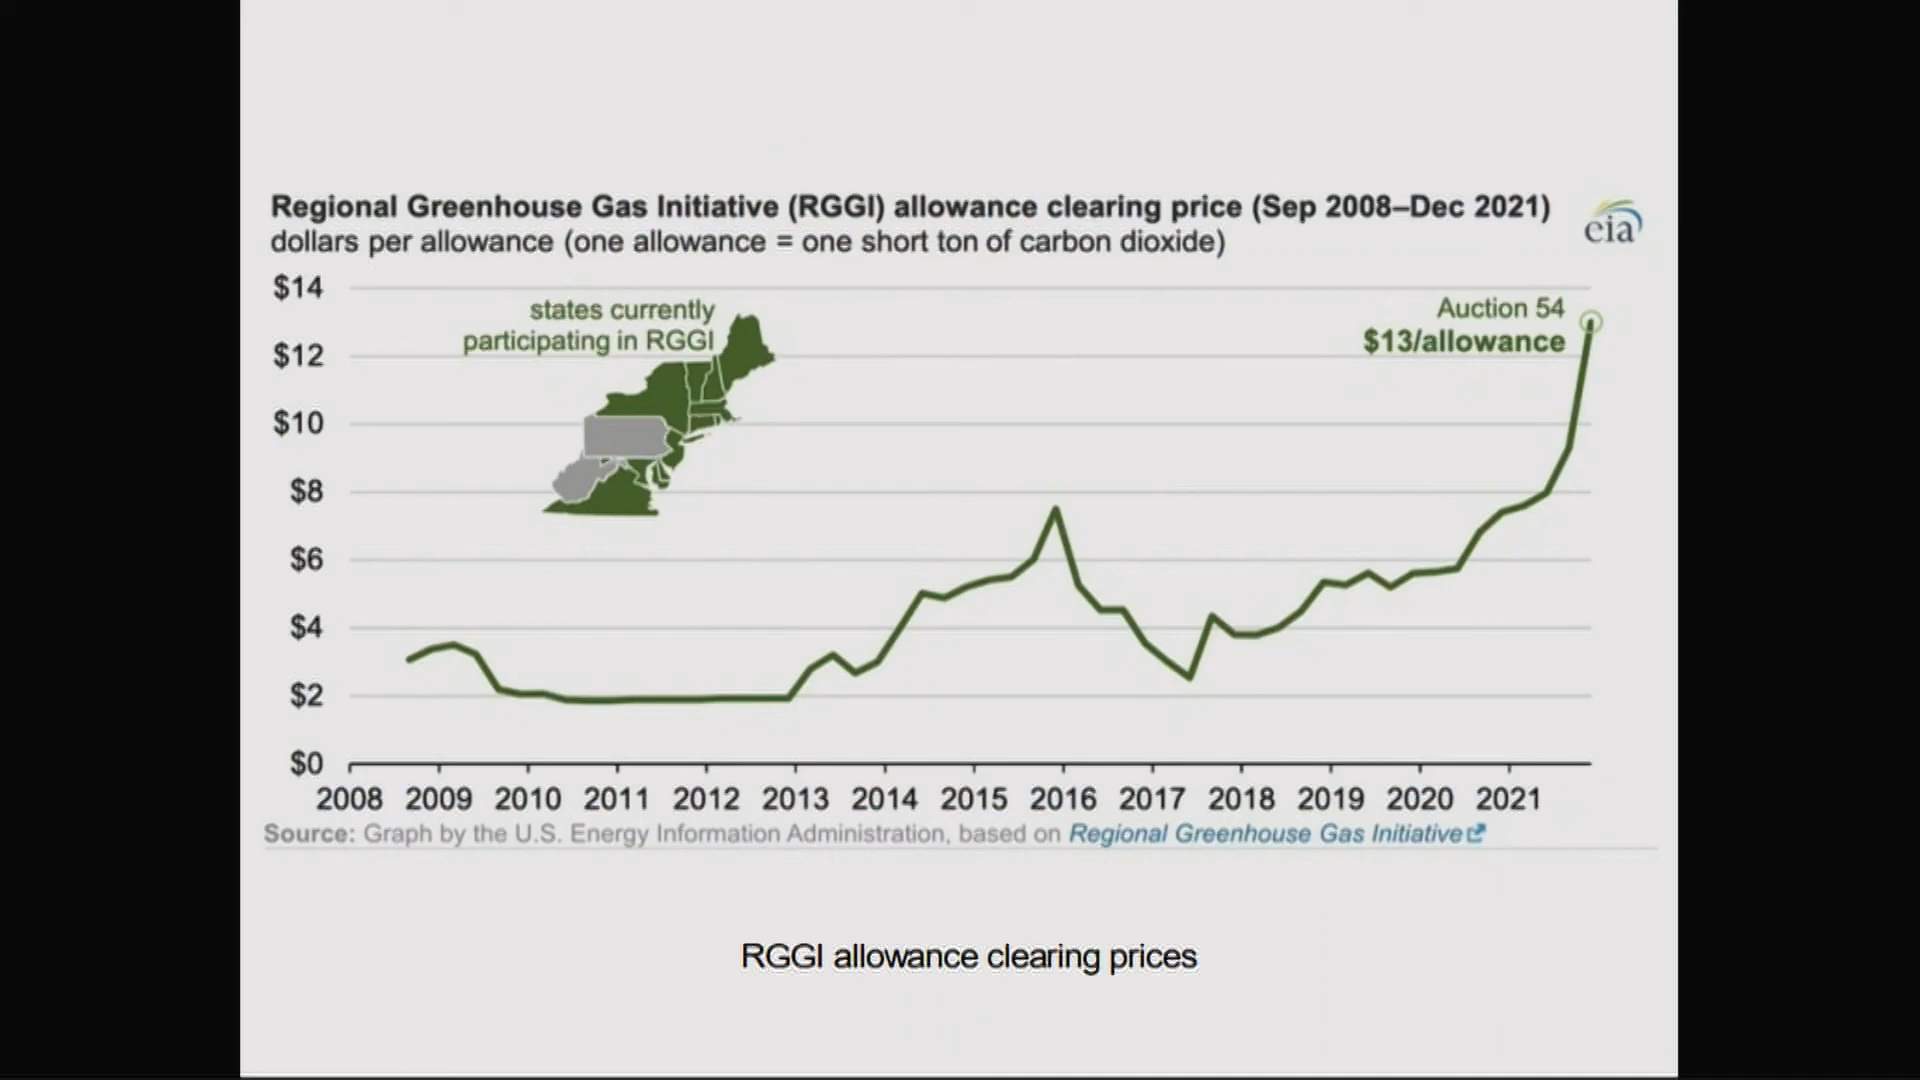 Regional Greenhouse Gas Initiative (RGGI) allowance clearing price (Sep 2008–Dec 2021)
eia
dollars per allowance (one allowance = one short ton of carbon dioxide)
$14
states currently
participating in RGGI
Auction 54
$13/allowance
$12
$10
$8
$6
$4
$2
$0
2008 2009 2010 2011 2012 2013 2014 2015 2016 2017 2018 2019 2020 2021
Source: Graph by the U.S. Energy Information Administration, based on Regional Greenhouse Gas Initiative
RGGI allowance clearing prices